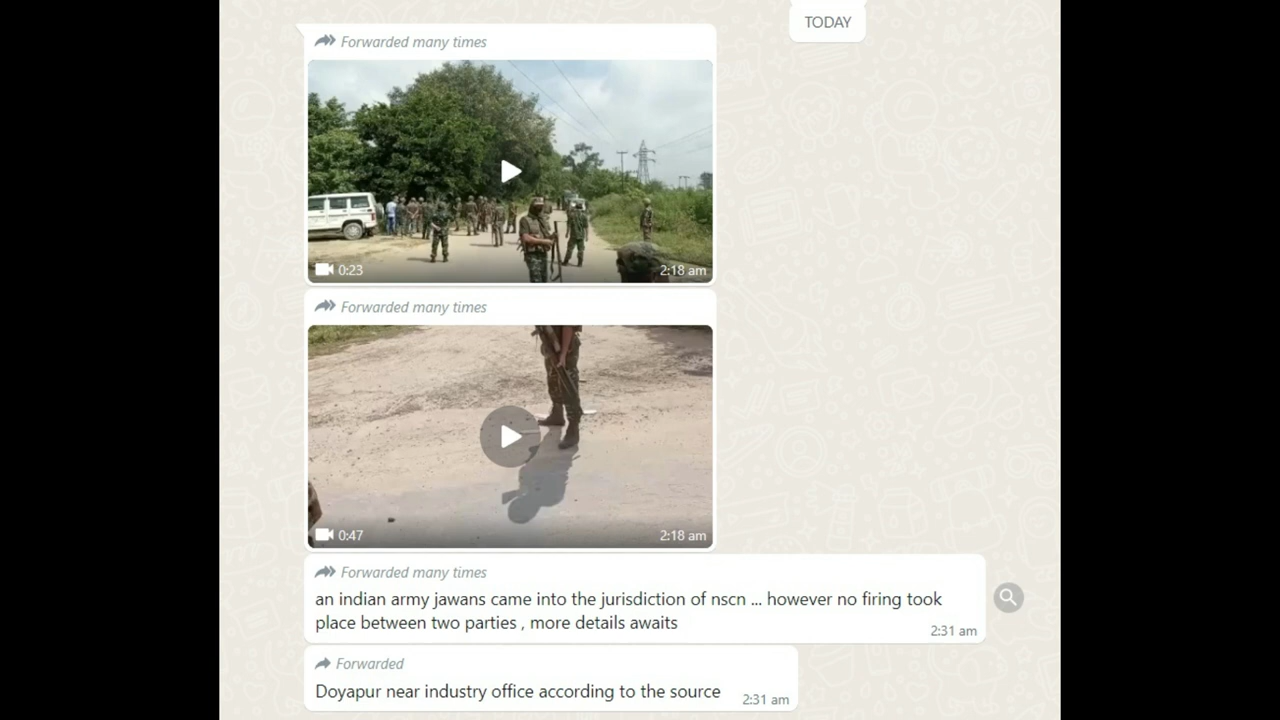 TODAY
Forwarded many times
0:23
2:18 am
Forwarded many times
0:47
2:18 am
Forwarded many times
an indian army jawans came into the jurisdiction of nscn ... however no firing took
place between two parties , more details awaits
2:31 am
Forwarded
Doyapur near industry office according to the source
2:31 am